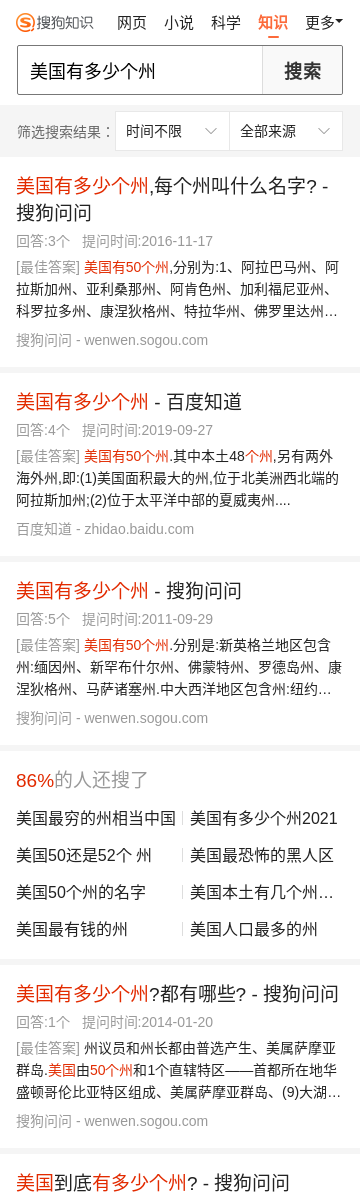 搜狗知识 网页 小说 科学 知识 更多
美国有多少个州 搜索
筛选搜索结果： 时间不限 全部来源
美国有多少个州,每个州叫什么名字? -
搜狗问问
回答:3个 提问时间:2016-11-17
[最佳答案] 美国有50个州,分别为:1、阿拉巴马州、阿
拉斯加州、亚利桑那州、阿肯色州、加利福尼亚州、
科罗拉多州、康涅狄格州、特拉华州、佛罗里达州...
搜狗问问 - wenwen.sogou.com
美国有多少个州 - 百度知道
回答:4个 提问时间:2019-09-27
[最佳答案] 美国有50个州.其中本土48个州,另有两外
海外州,即:(1)美国面积最大的州,位于北美洲西北端的
阿拉斯加州;(2)位于太平洋中部的夏威夷州....
百度知道 - zhidao.baidu.com
美国有多少个州 - 搜狗问问
回答:5个 提问时间:2011-09-29
[最佳答案] 美国有50个州.分别是:新英格兰地区包含
州:缅因州、新罕布什尔州、佛蒙特州、罗德岛州、康
涅狄格州、马萨诸塞州.中大西洋地区包含州:纽约...
搜狗问问 - wenwen.sogou.com
86%的人还搜了
美国最穷的州相当中国 美国有多少个州2021
美国50还是52个 州 美国最恐怖的黑人区
美国50个州的名字 美国本土有几个州...
美国最有钱的州 美国人口最多的州
美国有多少个州?都有哪些? - 搜狗问问
回答:1个 提问时间:2014-01-20
[最佳答案] 州议员和州长都由普选产生、美属萨摩亚
群岛.美国由50个州和1个直辖特区——首都所在地华
盛顿哥伦比亚特区组成、美属萨摩亚群岛、(9)大湖...
搜狗问问 - wenwen.sogou.com
美国到底有多少个州? - 搜狗问问